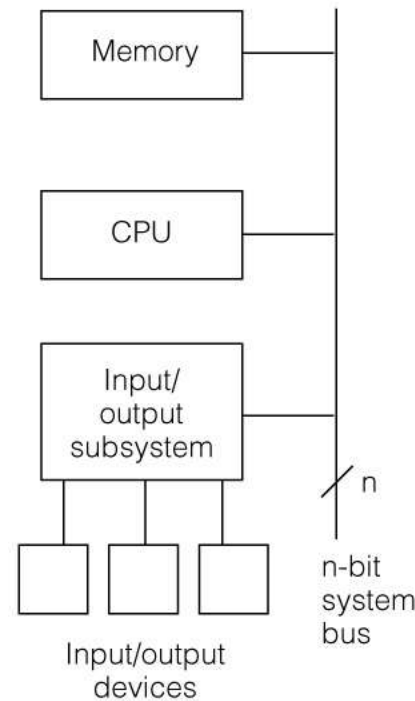 Memory
CPU
Input/
output
subsystem
n
n-bit
system
bus
Input/output
devices